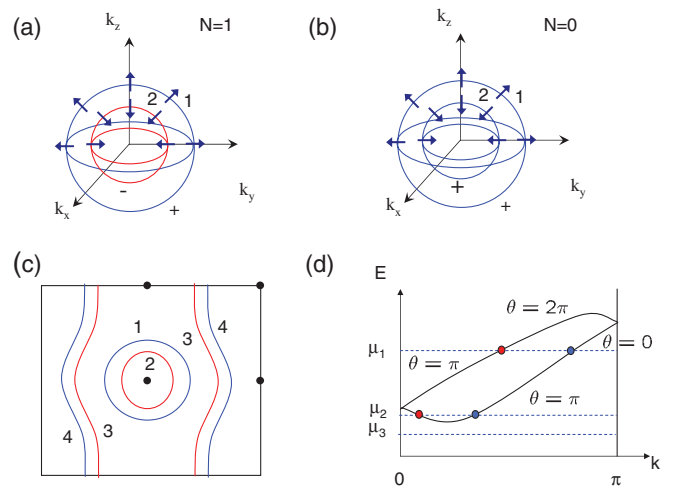 (a)
k_z
N=1
2
1
-
+
k_x
k_y
(b)
k_z
N=0
2
1
+
+
k_x
k_y
(c)
1
2
3
4
3
4
(d)
E
θ = 2π
μ_1
θ = π
θ = 0
θ = π
μ_2
μ_3
0
π
k